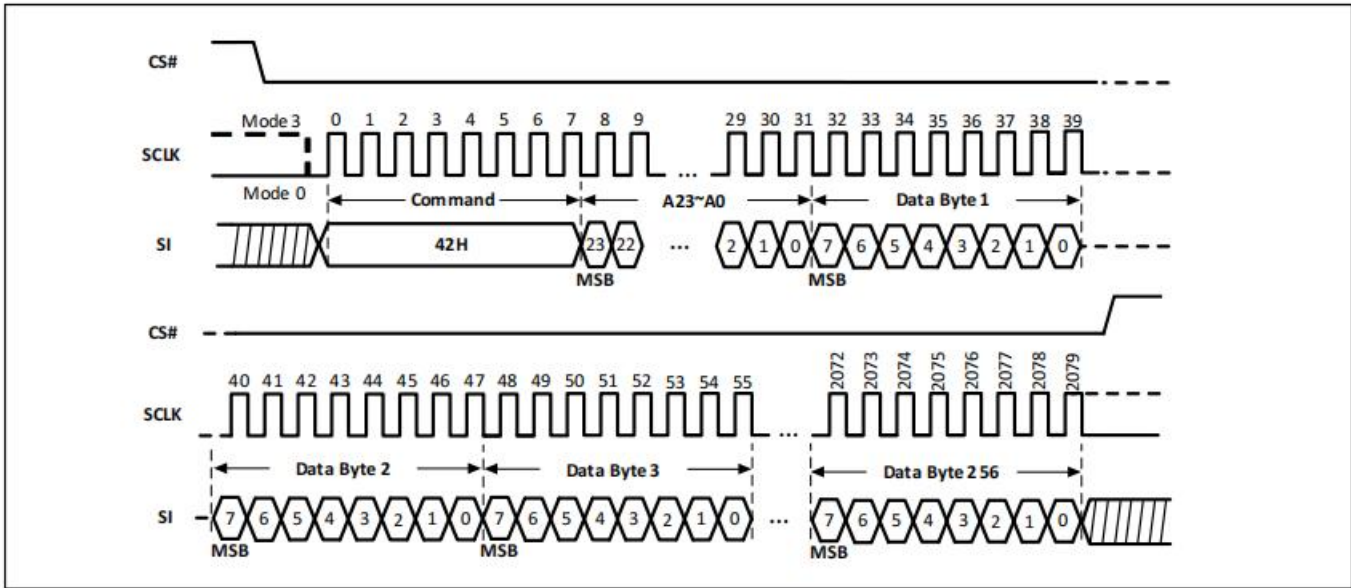 CS#
Mode 3 0 1 2 3 4 5 6 7 8 9 29 30 31 32 33 34 35 36 37 38 39
SCLK ...
Mode 0 Command A23~A0 Data Byte 1
SI 42H 23 22 ... 2 1 0 7 6 5 4 3 2 1 0
MSB MSB
CS#
40 41 42 43 44 45 46 47 48 49 50 51 52 53 54 55 2072 2073 2074 2075 2076 2077 2078 2079
SCLK ...
Data Byte 2 Data Byte 3 Data Byte 256
SI 7 6 5 4 3 2 1 0 7 6 5 4 3 2 1 0 ... 7 6 5 4 3 2 1 0
MSB MSB MSB